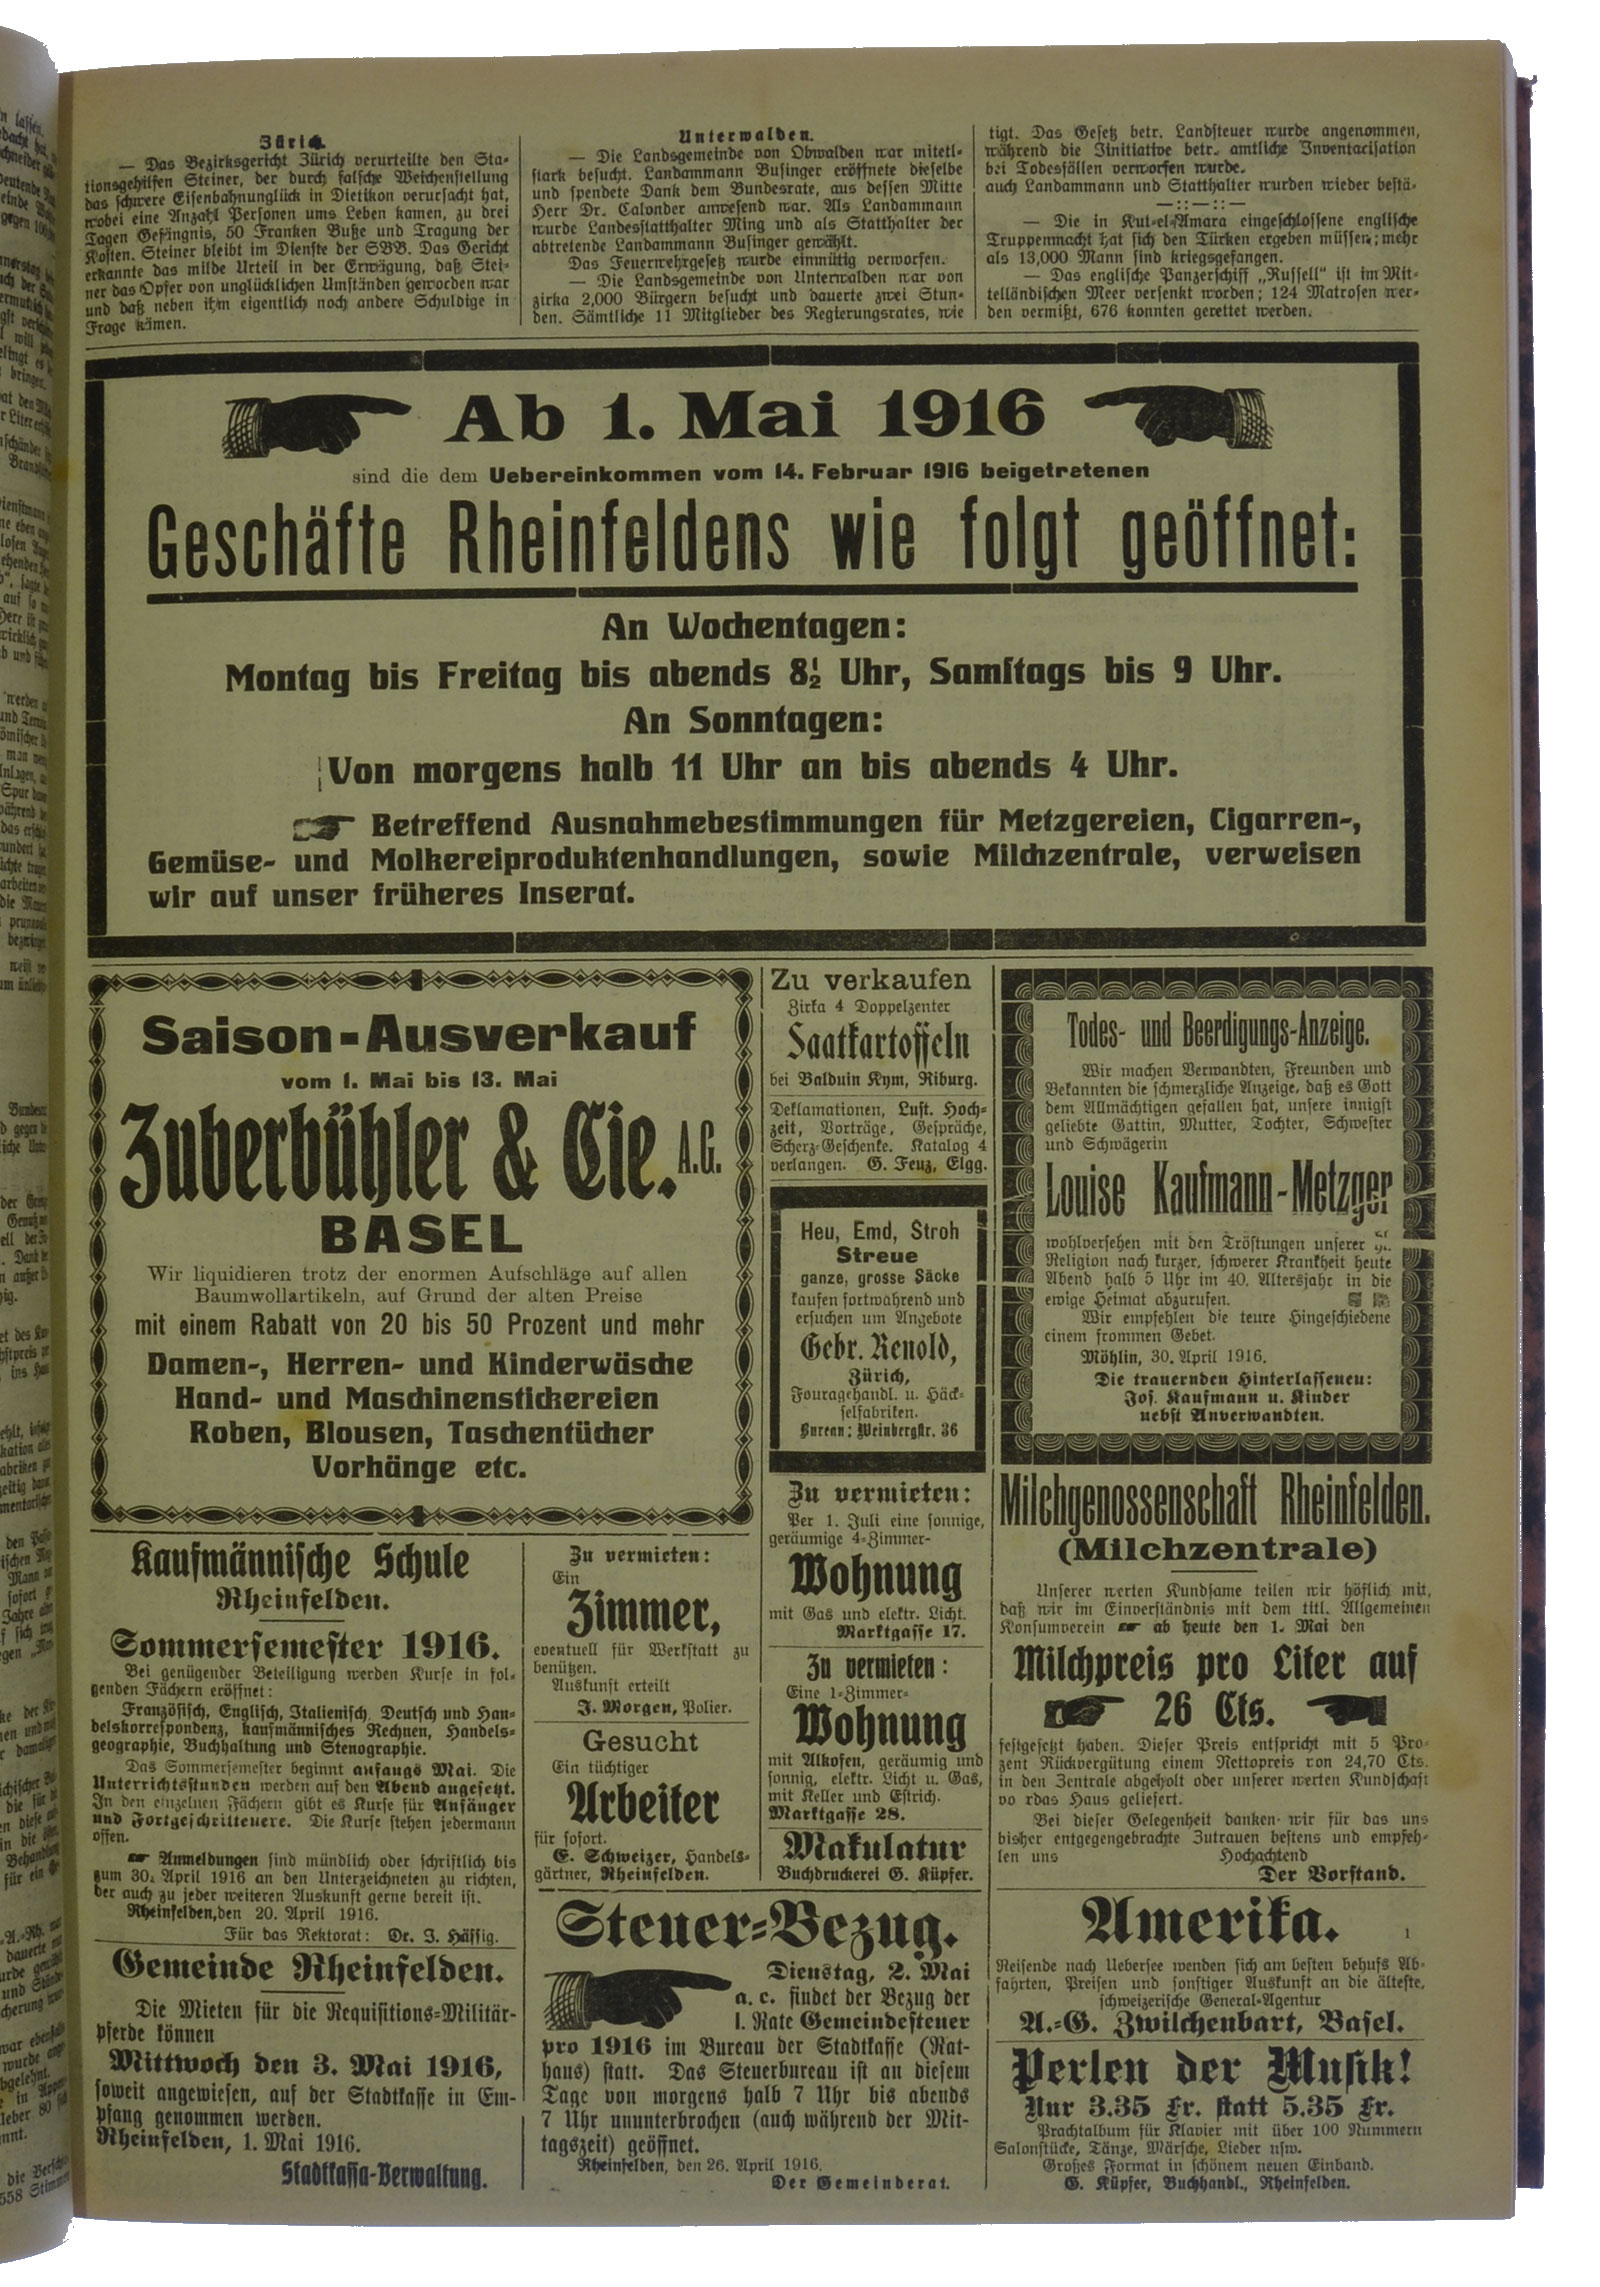 Zürich.
— Das Bezirksgericht Zürich verurteilte den Sta-
tionsgehilfen Steiner, der durch falsche Weichenstellung
das schwere Eisenbahnunglück in Dietikon verursacht hat,
wobei eine Anzahl Personen ums Leben kamen, zu drei
Tagen Gefängnis, 50 Franken Buße und Tragung der
Kosten. Steiner bleibt im Dienste der SBB. Das Gericht
erkannte das milde Urteil in der Erwägung, daß Stei-
ner das Opfer von unglücklichen Umständen geworden war
und daß neben ihm eigentlich noch andere Schuldige in
Frage kämen.
Unterwalden.
— Die Landsgemeinde von Obwalden war mitetl-
stark besucht. Landammann Businger eröffnete dieselbe
und spendete Dank dem Bundesrate, aus dessen Mitte
Herr Dr. Calonder anwesend war. Als Landammann
wurde Landesstatthalter Ming und als Statthalter der
abtretende Landammann Businger gewählt.
Das Feuerwehrgesetz wurde einmütig verworfen.
— Die Landsgemeinde von Unterwalden war von
zirka 2,000 Bürgern besucht und dauerte zwei Stun-
den. Sämtliche 11 Mitglieder des Regierungsrates, wie
tigt. Das Gesetz betr. Landsteuer wurde angenommen,
während die Jinitiative betr. amtliche Inventarisation
bei Todesfällen verworfen wurde.
auch Landammann und Statthalter wurden wieder bestä-
—::—::—
— Die in Kut-el-Amara eingeschlossene englische
Truppenmacht hat sich den Türken ergeben müssen; mehr
als 13,000 Mann sind kriegsgefangen.
— Das englische Panzerschiff „Russell" ist im Mit-
telländischen Meer versenkt worden; 124 Matrosen wer-
den vermißt, 676 konnten gerettet werden.
Ab 1. Mai 1916
sind die dem Uebereinkommen vom 14. Februar 1916 beigetretenen
Geschäfte Rheinfeldens wie folgt geöffnet:
An Wochentagen:
Montag bis Freitag bis abends 8½ Uhr, Samstags bis 9 Uhr.
An Sonntagen:
Von morgens halb 11 Uhr an bis abends 4 Uhr.
Betreffend Ausnahmebestimmungen für Metzgereien, Cigarren-,
Gemüse- und Molkereiproduktenhandlungen, sowie Milchzentrale, verweisen
wir auf unser früheres Inserat.
Saison-Ausverkauf
vom 1. Mai bis 13. Mai
Zuberbühler & Cie. A.G.
BASEL
Wir liquidieren trotz der enormen Aufschläge auf allen
Baumwollartikeln, auf Grund der alten Preise
mit einem Rabatt von 20 bis 50 Prozent und mehr
Damen-, Herren- und Kinderwäsche
Hand- und Maschinenstickereien
Roben, Blousen, Taschentücher
Vorhänge etc.
Zu verkaufen
Zirka 4 Doppelzenter
Saatkartoffeln
bei Balduin Kym, Riburg.
Deklamationen, Lust. Hoch-
zeit, Vorträge, Gespräche,
Scherz-Geschenke. Katalog 4
verlangen. G. Feuz, Elgg.
Heu, Emd, Stroh
Streue
ganze, grosse Säcke
kaufen fortwährend und
ersuchen um Angebote
Gebr. Renold,
Zürich,
Fouragehandl. u. Häck-
selfabriken.
Bureau: Weinbergstr. 36
Todes- und Beerdigungs-Anzeige.
Wir machen Verwandten, Freunden und
Bekannten die schmerzliche Anzeige, daß es Gott
dem Allmächtigen gefallen hat, unsere innigst
geliebte Gattin, Mutter, Tochter, Schwester
und Schwägerin
Louise Kaufmann-Metzger
wohlversehen mit den Tröstungen unserer hl.
Religion nach kurzer, schwerer Krankheit heute
Abend halb 5 Uhr im 40. Altersjahr in die
ewige Heimat abzurufen.
Wir empfehlen die teure Hingeschiedene
einem frommen Gebet.
Möhlin, 30. April 1916.
Die trauernden Hinterlassenen:
Jos. Kaufmann u. Kinder
nebst Anverwandten.
Kaufmännische Schule
Rheinfelden.
Sommersemester 1916.
Bei genügender Beteiligung werden Kurse in fol-
genden Fächern eröffnet:
Französisch, Englisch, Italienisch, Deutsch und Han-
delskorrespondenz, kaufmännisches Rechnen, Handels-
geographie, Buchhaltung und Stenographie.
Das Sommersemester beginnt anfangs Mai. Die
Unterrichtsstunden werden auf den Abend angesetzt.
In den einzelnen Fächern gibt es Kurse für Anfänger
und Fortgeschrittenere. Die Kurse stehen jedermann
offen.
Anmeldungen sind mündlich oder schriftlich bis
zum 30. April 1916 an den Unterzeichneten zu richten,
der auch zu jeder weiteren Auskunft gerne bereit ist.
Rheinfelden, den 20. April 1916.
Für das Rektorat: Dr. J. Häffig.
Gemeinde Rheinfelden.
Die Mieten für die Requisitions-Militär-
pferde können
Mittwoch den 3. Mai 1916,
soweit angewiesen, auf der Stadtkasse in Em-
pfang genommen werden.
Rheinfelden, 1. Mai 1916.
Stadtkassa-Verwaltung.
Zu vermieten:
Ein
Zimmer,
eventuell für Werkstatt zu
benützen.
Auskunft erteilt
J. Morgen, Polier.
Gesucht
Ein tüchtiger
Arbeiter
für sofort.
E. Schweizer, Handels-
gärtner, Rheinfelden.
Zu vermieten:
Per 1. Juli eine sonnige,
geräumige 4-Zimmer-
Wohnung
mit Gas und elektr. Licht.
Marktgasse 17.
Zu vermieten:
Eine 1-Zimmer-
Wohnung
mit Alkofen, geräumig und
sonnig, elektr. Licht u. Gas,
mit Keller und Estrich.
Marktgasse 28.
Makulatur
Buchdruckerei G. Küpfer.
Steuer-Bezug.
Dienstag, 2. Mai
a. c. findet der Bezug der
I. Rate Gemeindesteuer
pro 1916 im Bureau der Stadtkasse (Rat-
haus) statt. Das Steuerbureau ist an diesem
Tage von morgens halb 7 Uhr bis abends
7 Uhr ununterbrochen (auch während der Mit-
tagszeit) geöffnet.
Rheinfelden, den 26. April 1916.
Der Gemeinderat.
Milchgenossenschaft Rheinfelden.
(Milchzentrale)
Unserer werten Kundsame teilen wir höflich mit,
daß wir im Einverständnis mit dem titl. Allgemeinen
Konsumverein ab heute den 1. Mai den
Milchpreis pro Liter auf
26 Cts.
festgesetzt haben. Dieser Preis entspricht mit 5 Pro-
zent Rückvergütung einem Nettopreis von 24,70 Cts.
in den Zentrale abgeholt oder unserer werten Kundschaft
vo rdas Haus geliefert.
Bei dieser Gelegenheit danken wir für das uns
bisher entgegengebrachte Zutrauen bestens und empfeh-
len uns Hochachtend
Der Vorstand.
Amerika.
1
Reisende nach Uebersee wenden sich am besten behufs Ab-
fahrten, Preisen und sonstiger Auskunft an die älteste,
schweizerische General-Agentur
A.-G. Zwilchenbart, Basel.
Perlen der Musik!
Nur 3.35 Fr. statt 5.35 Fr.
Prachtalbum für Klavier mit über 100 Nummern
Salonstücke, Tänze, Märsche, Lieder usw.
Großes Format in schönem neuen Einband.
G. Küpfer, Buchhandl., Rheinfelden.